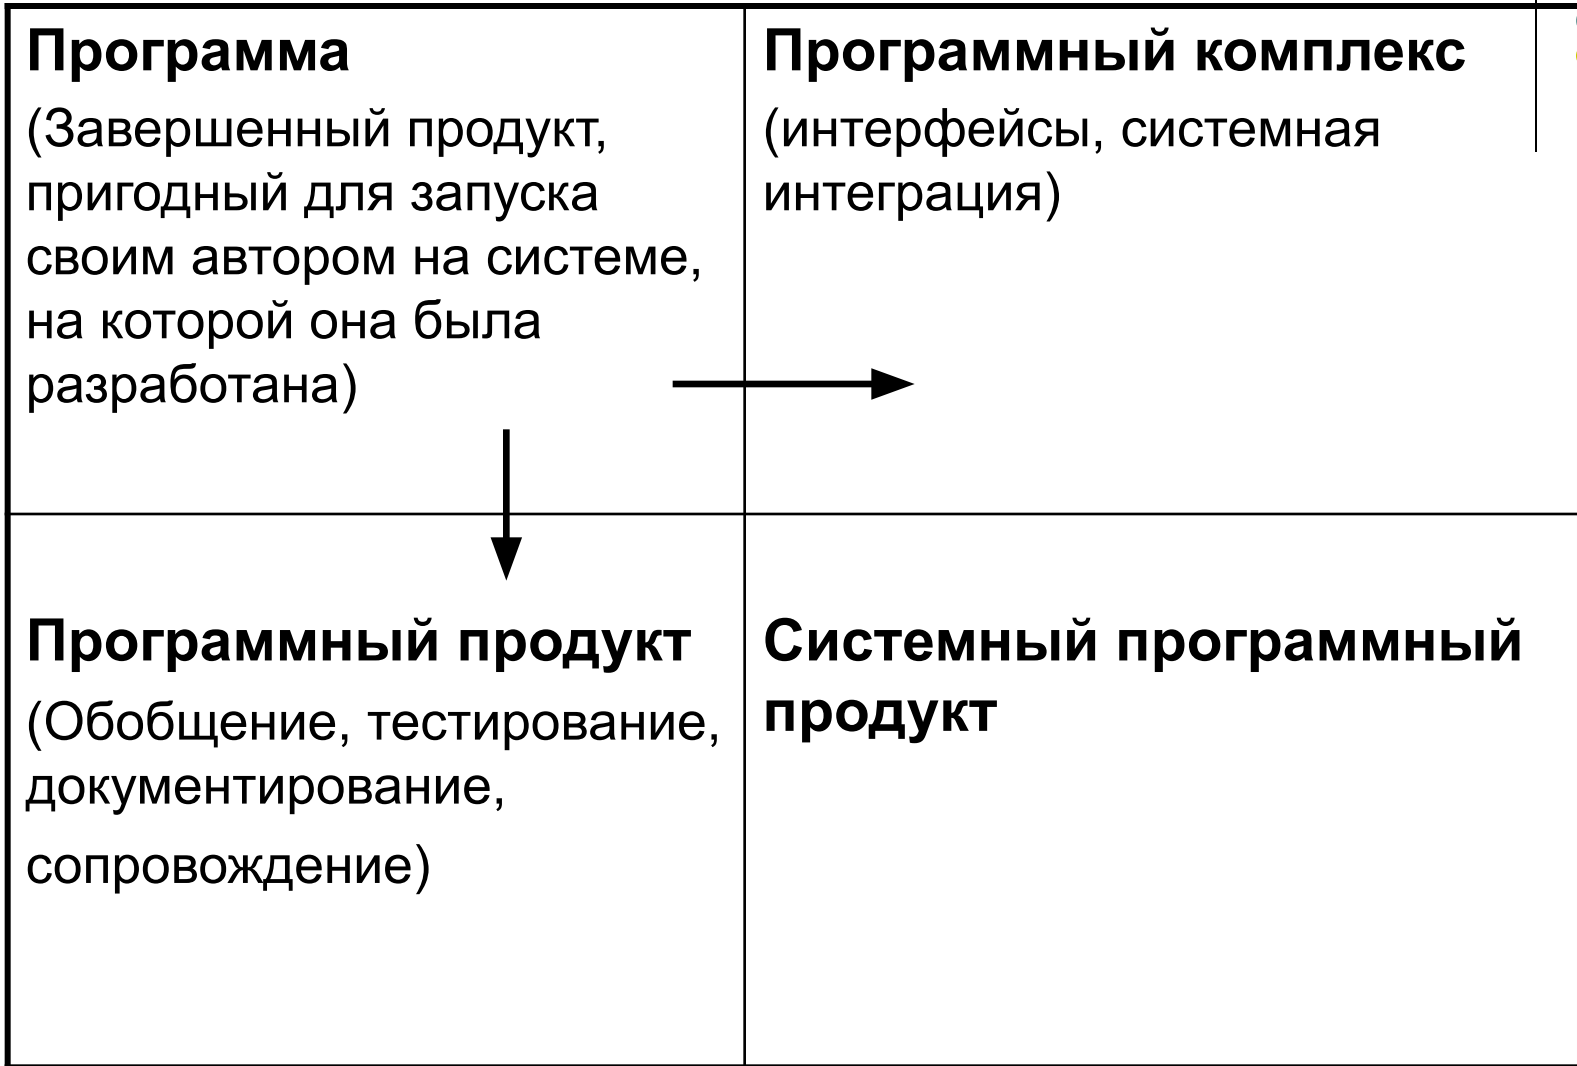 Программа
(Завершенный продукт,
пригодный для запуска
своим автором на системе,
на которой она была
разработана)
Программный комплекс
(интерфейсы, системная
интеграция)
Программный продукт
(Обобщение, тестирование,
документирование,
сопровождение)
Системный программный
продукт